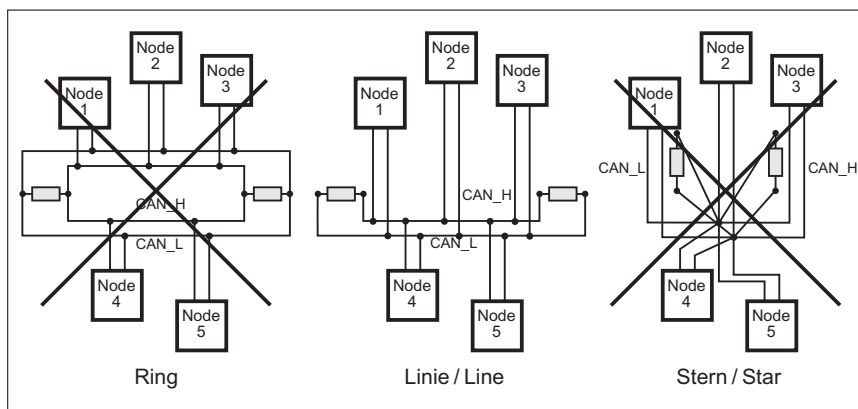 Node
1
Node
2
Node
3
CAN_H
CAN_L
Node
4
Node
5
Ring
Node
1
Node
2
Node
3
CAN_H
CAN_L
Node
4
Node
5
Linie / Line
Node
1
Node
2
Node
3
CAN_L
CAN_H
Node
4
Node
5
Stern / Star